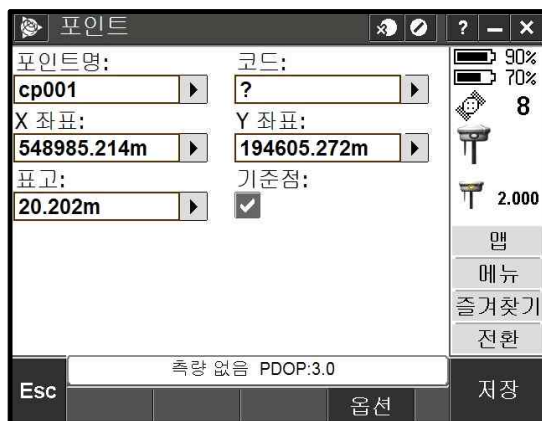 포인트
? – ×
포인트명:
코드:
cp001
?
X 좌표:
Y 좌표:
548985.214m
194605.272m
표고:
기준점:
20.202m
90%
70%
8
2.000
맵
메뉴
즐겨찾기
전환
측량 없음 PDOP:3.0
Esc
옵션
저장